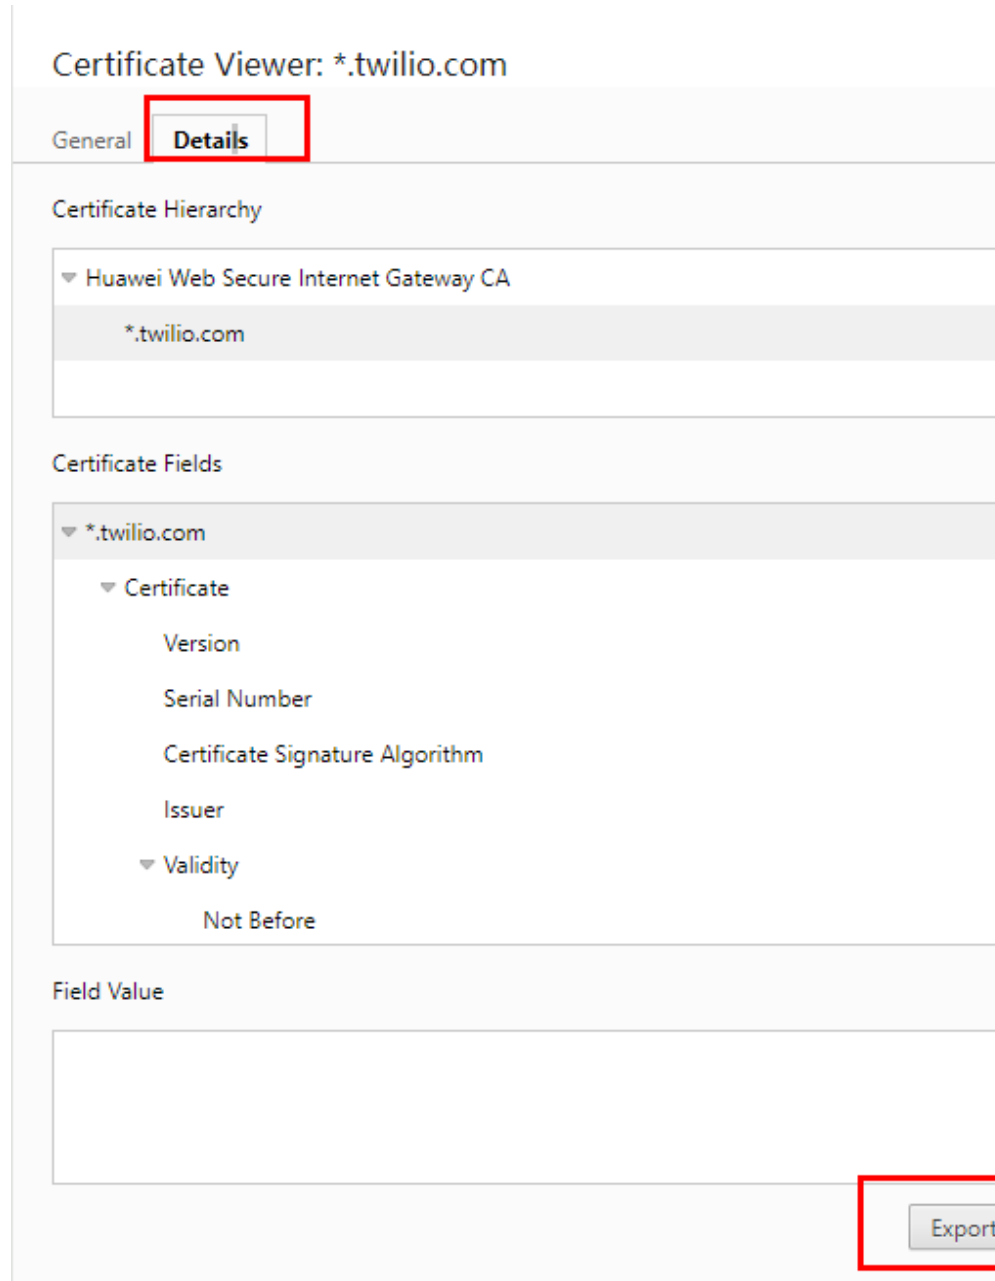 Certificate Viewer: *.twilio.com
General Details
Certificate Hierarchy
Huawei Web Secure Internet Gateway CA
*.twilio.com
Certificate Fields
*.twilio.com
Certificate
Version
Serial Number
Certificate Signature Algorithm
Issuer
Validity
Not Before
Field Value
Export